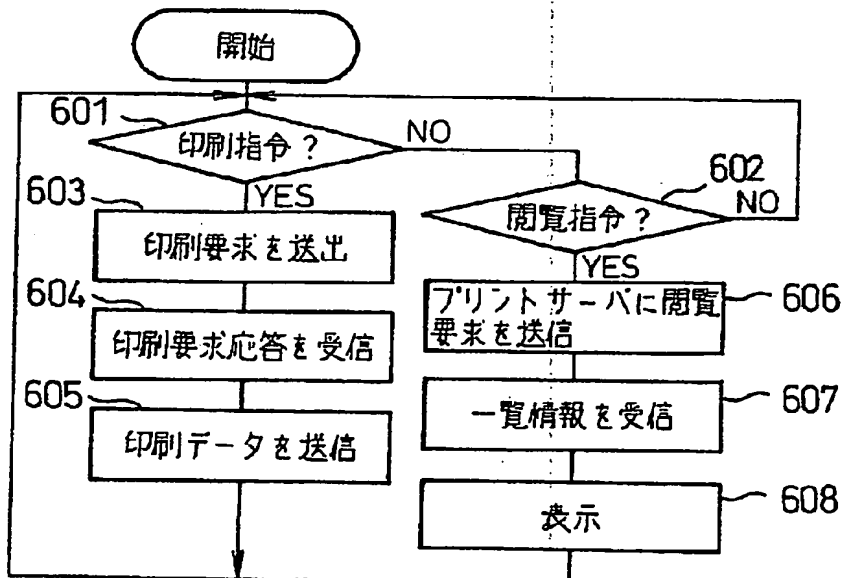 開始
601
印刷指令?
NO
602
YES
閲覧指令?
NO
603
印刷要求を送出
YES
604
プリントサーバに閲覧
要求を送信
606
印刷要求応答を受信
605
一覧情報を受信
607
印刷データを送信
表示
608